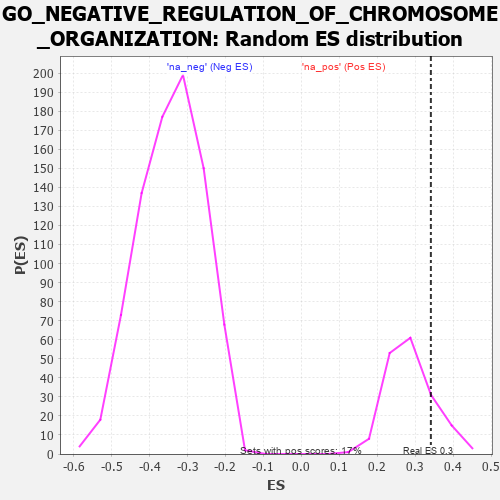 GO_NEGATIVE_REGULATION_OF_CHROMOSOME
_ORGANIZATION: Random ES distribution
'na_neg' (Neg ES)
'na_pos' (Pos ES)
200
190
180
170
160
150
140
130
120
110
100
90
80
70
60
50
40
30
20
10
0
P(ES)
Sets with pos scores: 17%
Real ES 0.3
-0.6 -0.5 -0.4 -0.3 -0.2 -0.1 0.0 0.1 0.2 0.3 0.4 0.5
ES